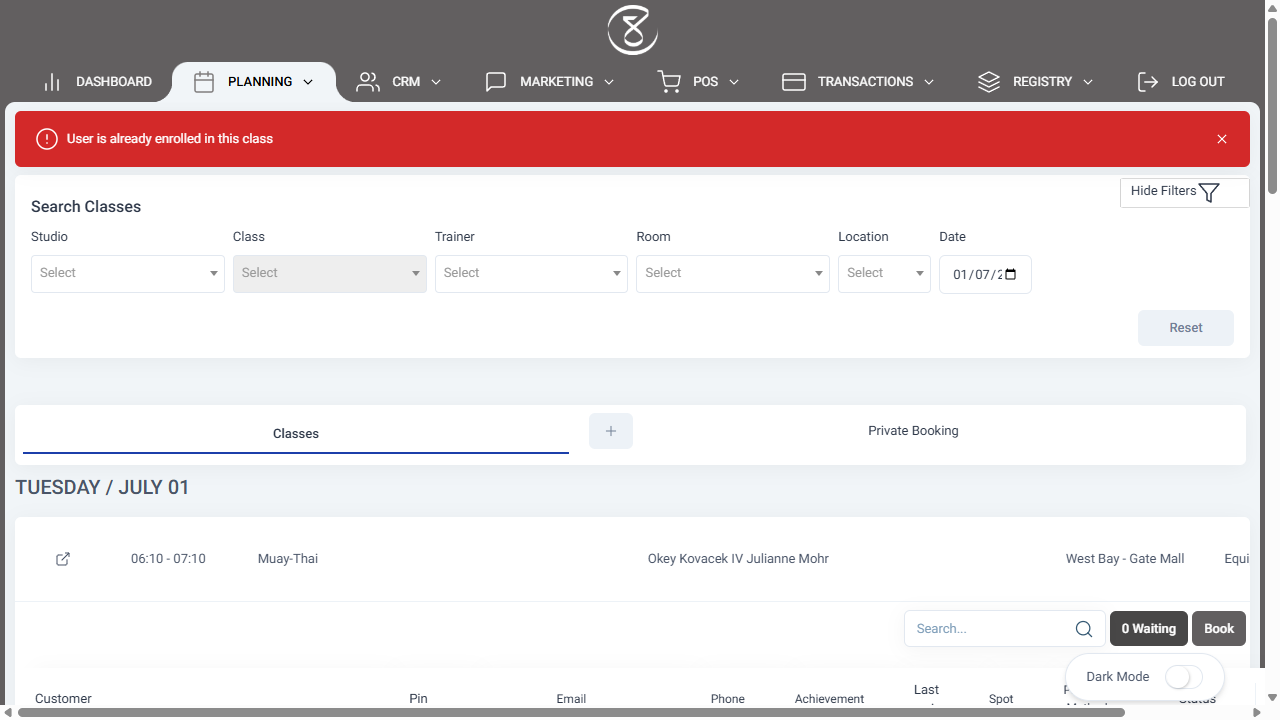 DASHBOARD PLANNING CRM MARKETING POS TRANSACTIONS REGISTRY LOG OUT
User is already enrolled in this class
Hide Filters
Search Classes
Studio Class Trainer Room Location Date
Select Select Select Select Select 01/07/2
Reset
Classes + Private Booking
TUESDAY / JULY 01
06:10 - 07:10 Muay-Thai Okey Kovacek IV Julianne Mohr West Bay - Gate Mall Equi
Search... 0 Waiting Book
Dark Mode
Customer Pin Email Phone Achievement Last Spot Status